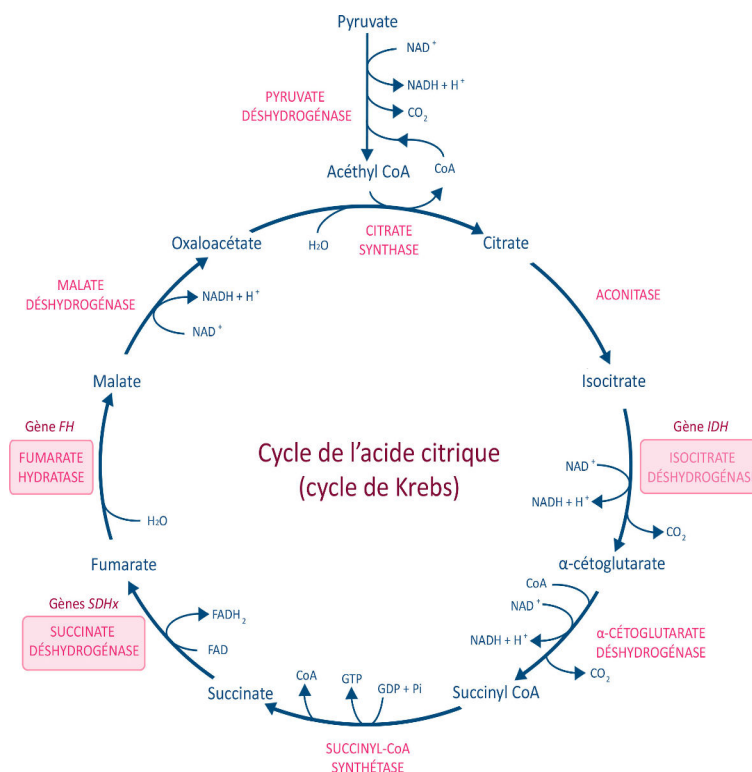 Pyruvate
NAD+
NADH + H+
CO2
PYRUVATE
DÉSHYDROGÉNASE
Acéthyl CoA
CoA
Oxaloacétate
H2O
CITRATE
SYNTHASE
Citrate
MALATE
DÉSHYDROGÉNASE
NADH + H+
NAD+
ACONITASE
Malate
Isocitrate
Gène FH
FUMARATE
HYDRATASE
H2O
Cycle de l'acide citrique
(cycle de Krebs)
Gène IDH
NAD+
ISOCITRATE
DÉSHYDROGÉNASE
NADH + H+
CO2
Fumarate
α-cétoglutarate
Gènes SDHx
SUCCINATE
DÉSHYDROGÉNASE
FADH2
FAD
CoA
NAD+
NADH + H+
α-CÉTOGLUTARATE
DÉSHYDROGÉNASE
CO2
Succinate
CoA
GTP
GDP + Pi
Succinyl CoA
SUCCINYL-CoA
SYNTHÉTASE